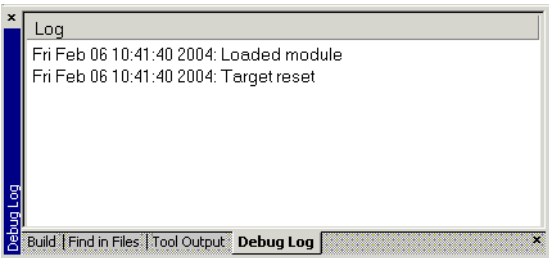 Log
Fri Feb 06 10:41:40 2004: Loaded module
Fri Feb 06 10:41:40 2004: Target reset
Debug Log
Build Find in Files Tool Output Debug Log